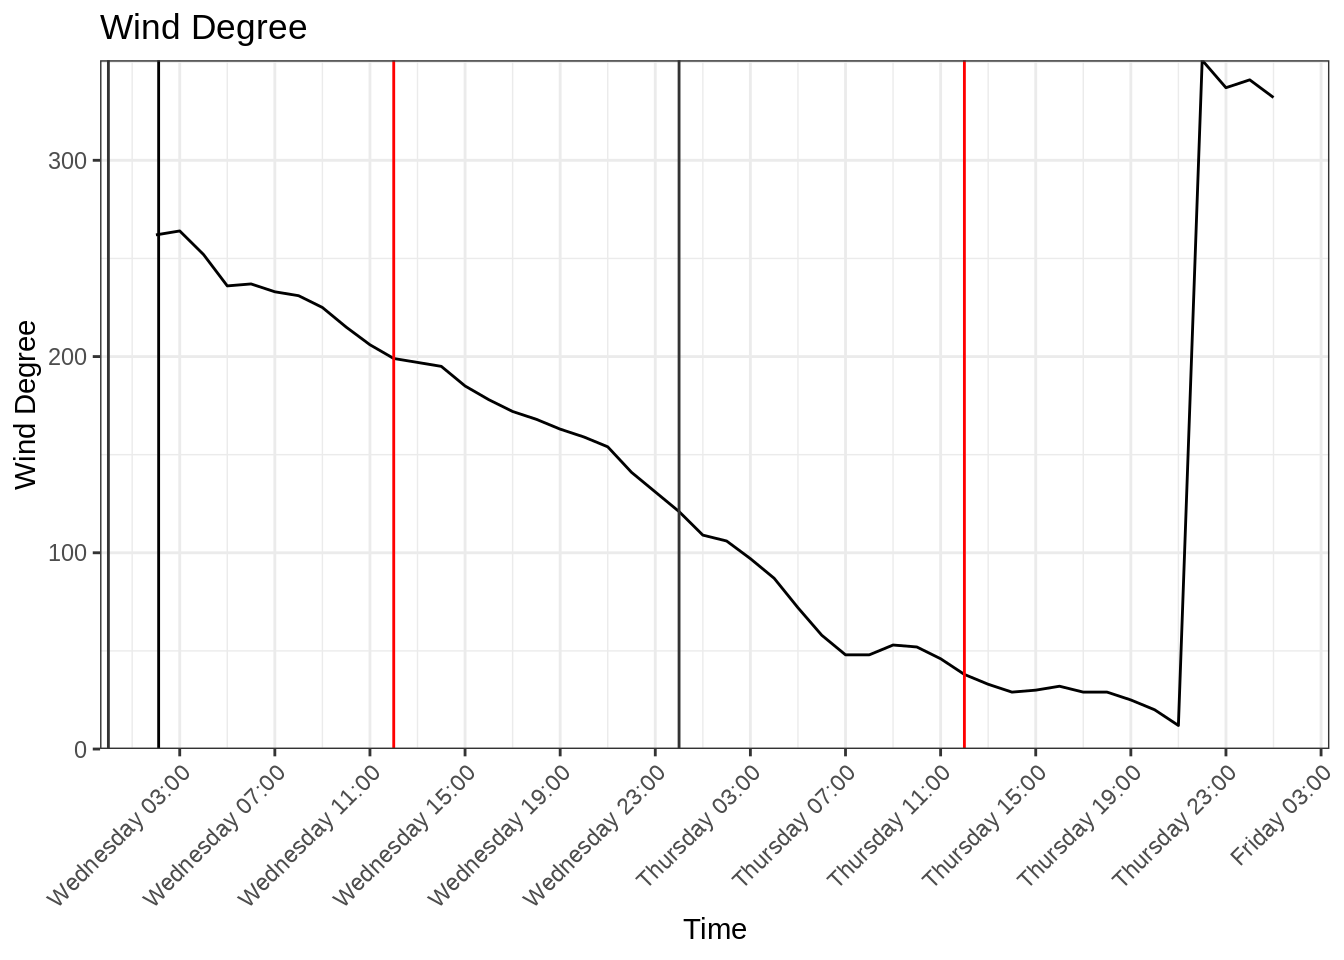 Wind Degree
Wind Degree
300
200
100
0
Wednesday 03:00
Wednesday 07:00
Wednesday 11:00
Wednesday 15:00
Wednesday 19:00
Wednesday 23:00
Thursday 03:00
Thursday 07:00
Thursday 11:00
Thursday 15:00
Thursday 19:00
Thursday 23:00
Friday 03:00
Time